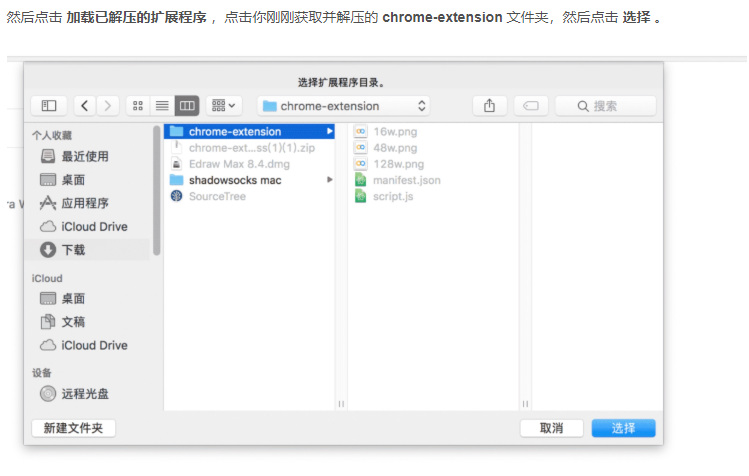 然后点击 加载已解压的扩展程序 ，点击你刚刚获取并解压的 chrome-extension 文件夹，然后点击 选择 。
选择扩展程序目录。
chrome-extension
搜索
个人收藏
最近使用
桌面
应用程序
iCloud Drive
下载
iCloud
桌面
文稿
iCloud Drive
设备
远程光盘
chrome-extension
chrome-ext...ss(1)(1).zip
Edraw Max 8.4.dmg
shadowsocks mac
SourceTree
16w.png
48w.png
128w.png
manifest.json
script.js
新建文件夹
取消
选择